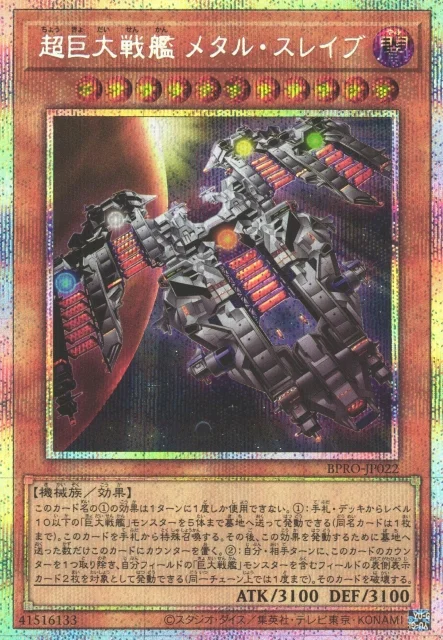 超巨大戦艦 メタル・スレイブ
闇
BPRO-JP022
【機械族／効果】
このカード名の①の効果は1ターンに1度しか使用できない。①:手札・デッキからレベル
10以下の「巨大戦艦」モンスターを5体まで墓地へ送って発動できる(同名カードは1枚
まで)。このカードを手札から特殊召喚する。その後、この効果を発動するために墓地へ
送った数だけこのカードにカウンターを置く。②:自分・相手ターンに、このカードのカウン
ターを1つ取り除き、自分フィールドの「巨大戦艦」モンスターを含むフィールドの表側表示
カード2枚を対象として発動できる(同一チェーン上では1度まで)。そのカードを破壊する。
ATK/3100 DEF/3100
41516133 ©スタジオ・ダイス/集英社・テレビ東京・KONAMI